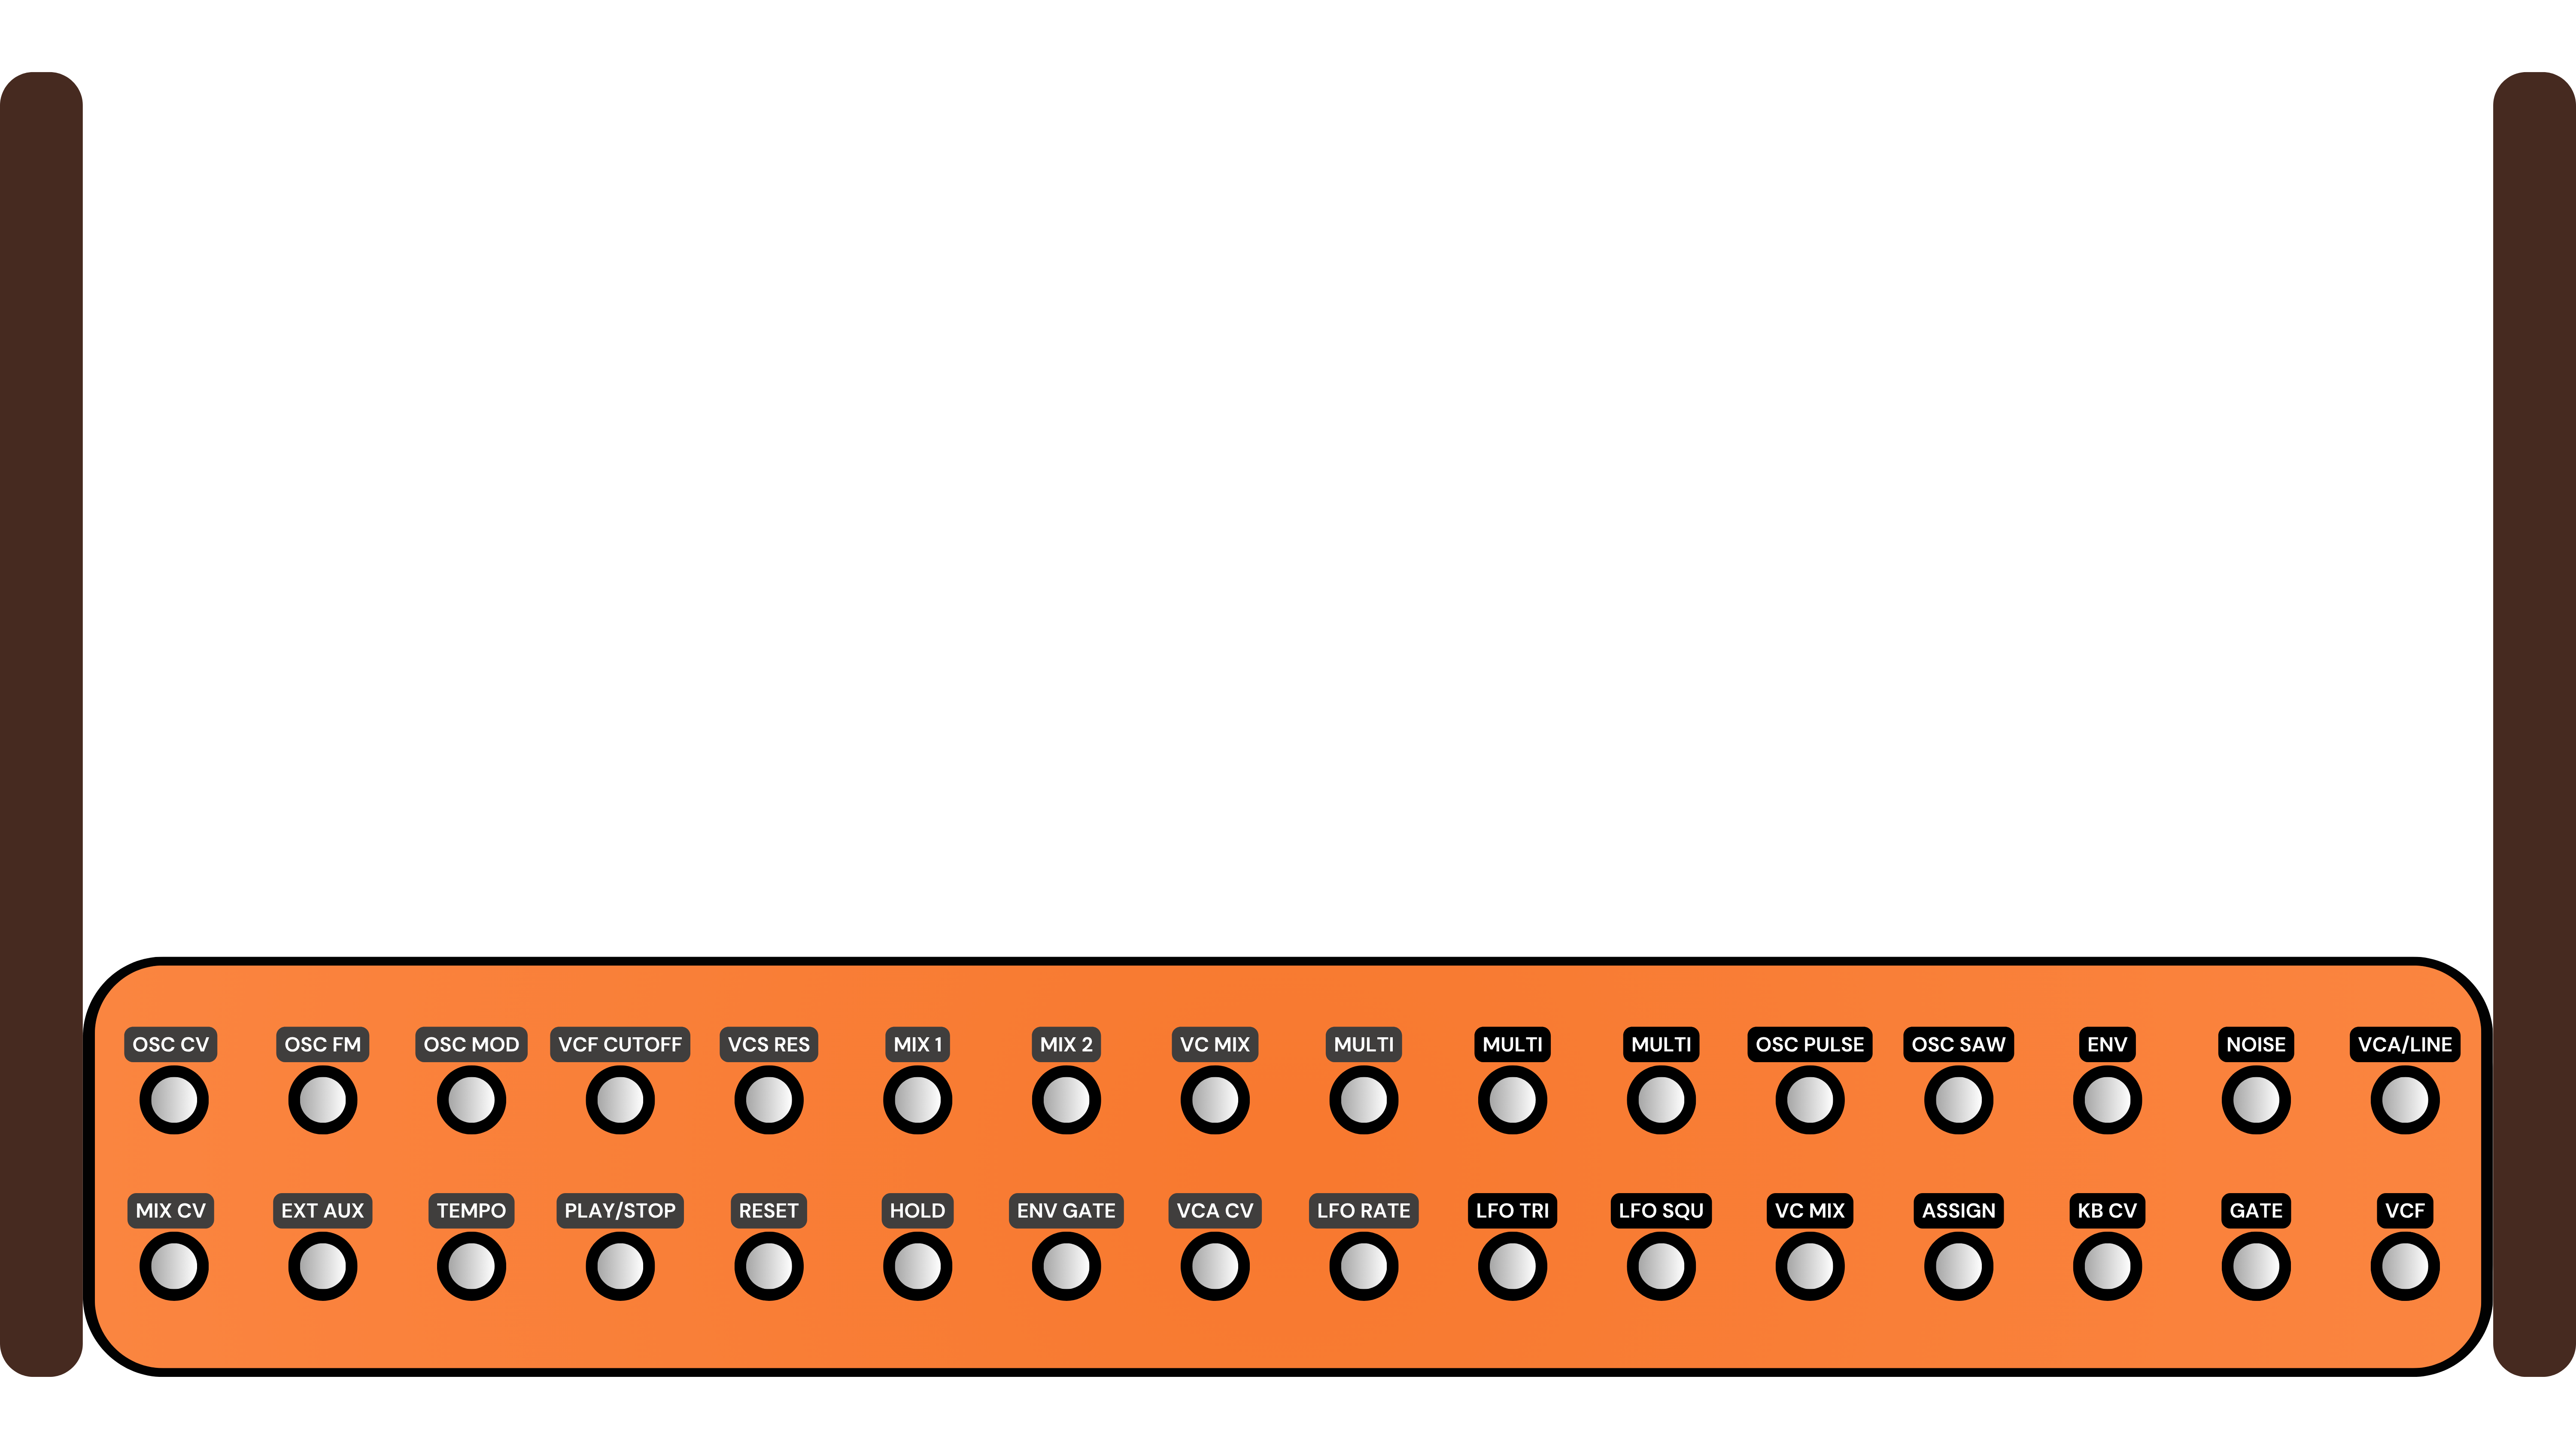 OSC CV OSC FM OSC MOD VCF CUTOFF VCS RES MIX 1 MIX 2 VC MIX MULTI MULTI MULTI OSC PULSE OSC SAW ENV NOISE VCA/LINE
MIX CV EXT AUX TEMPO PLAY/STOP RESET HOLD ENV GATE VCA CV LFO RATE LFO TRI LFO SQU VC MIX ASSIGN KB CV GATE VCF